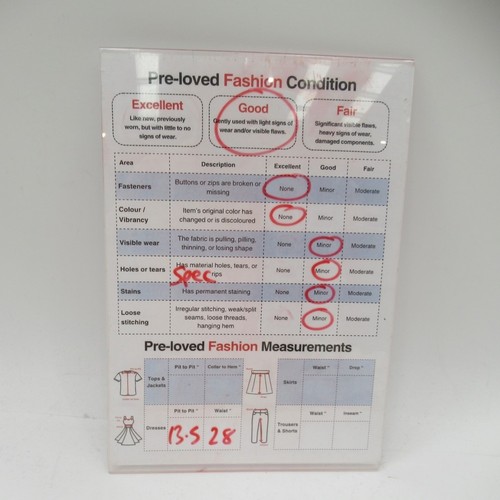 Pre-loved Fashion Condition
Excellent
Like new, previously
worn, but with little to no
signs of wear.
Good
Gently used with light signs of
wear and/or visible flaws.
Fair
Significant visible flaws,
heavy signs of wear,
damaged components.
Area Description Excellent Good Fair
Fasteners Buttons or zips are broken or
missing None Minor Moderate
Colour /
Vibrancy Item's original color has
changed or is discoloured None Minor Moderate
Visible wear The fabric is pulling, pilling,
thinning, or losing shape None Minor Moderate
Holes or tears Has material holes, tears, or
rips None Minor Moderate
Spec
Stains Has permanent staining None Minor Moderate
Loose
stitching Irregular stitching, weak/split
seams, loose threads,
hanging hem None Minor Moderate
Pre-loved Fashion Measurements
Tops &
Jackets Pit to Pit " Collar to Hem "
Skirts Waist " Drop "
Dresses Pit to Pit " Waist "
13.5 28
Trousers
& Shorts Waist " Inseam "